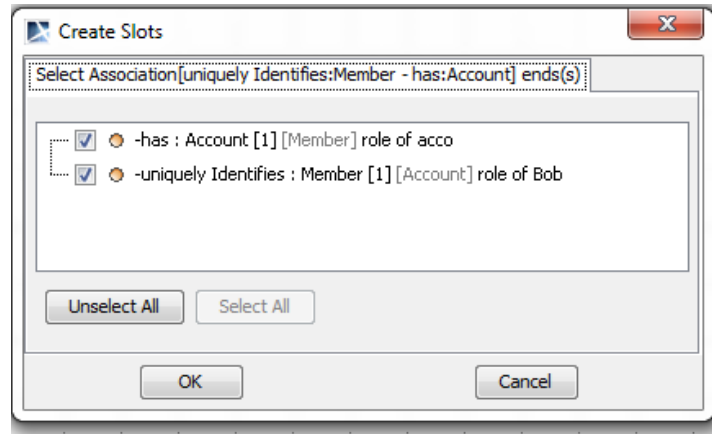 Create Slots
Select Association[uniquely Identifies:Member - has:Account] ends(s)
-has : Account [1] [Member] role of acco
-uniquely Identifies : Member [1] [Account] role of Bob
Unselect All
Select All
OK
Cancel